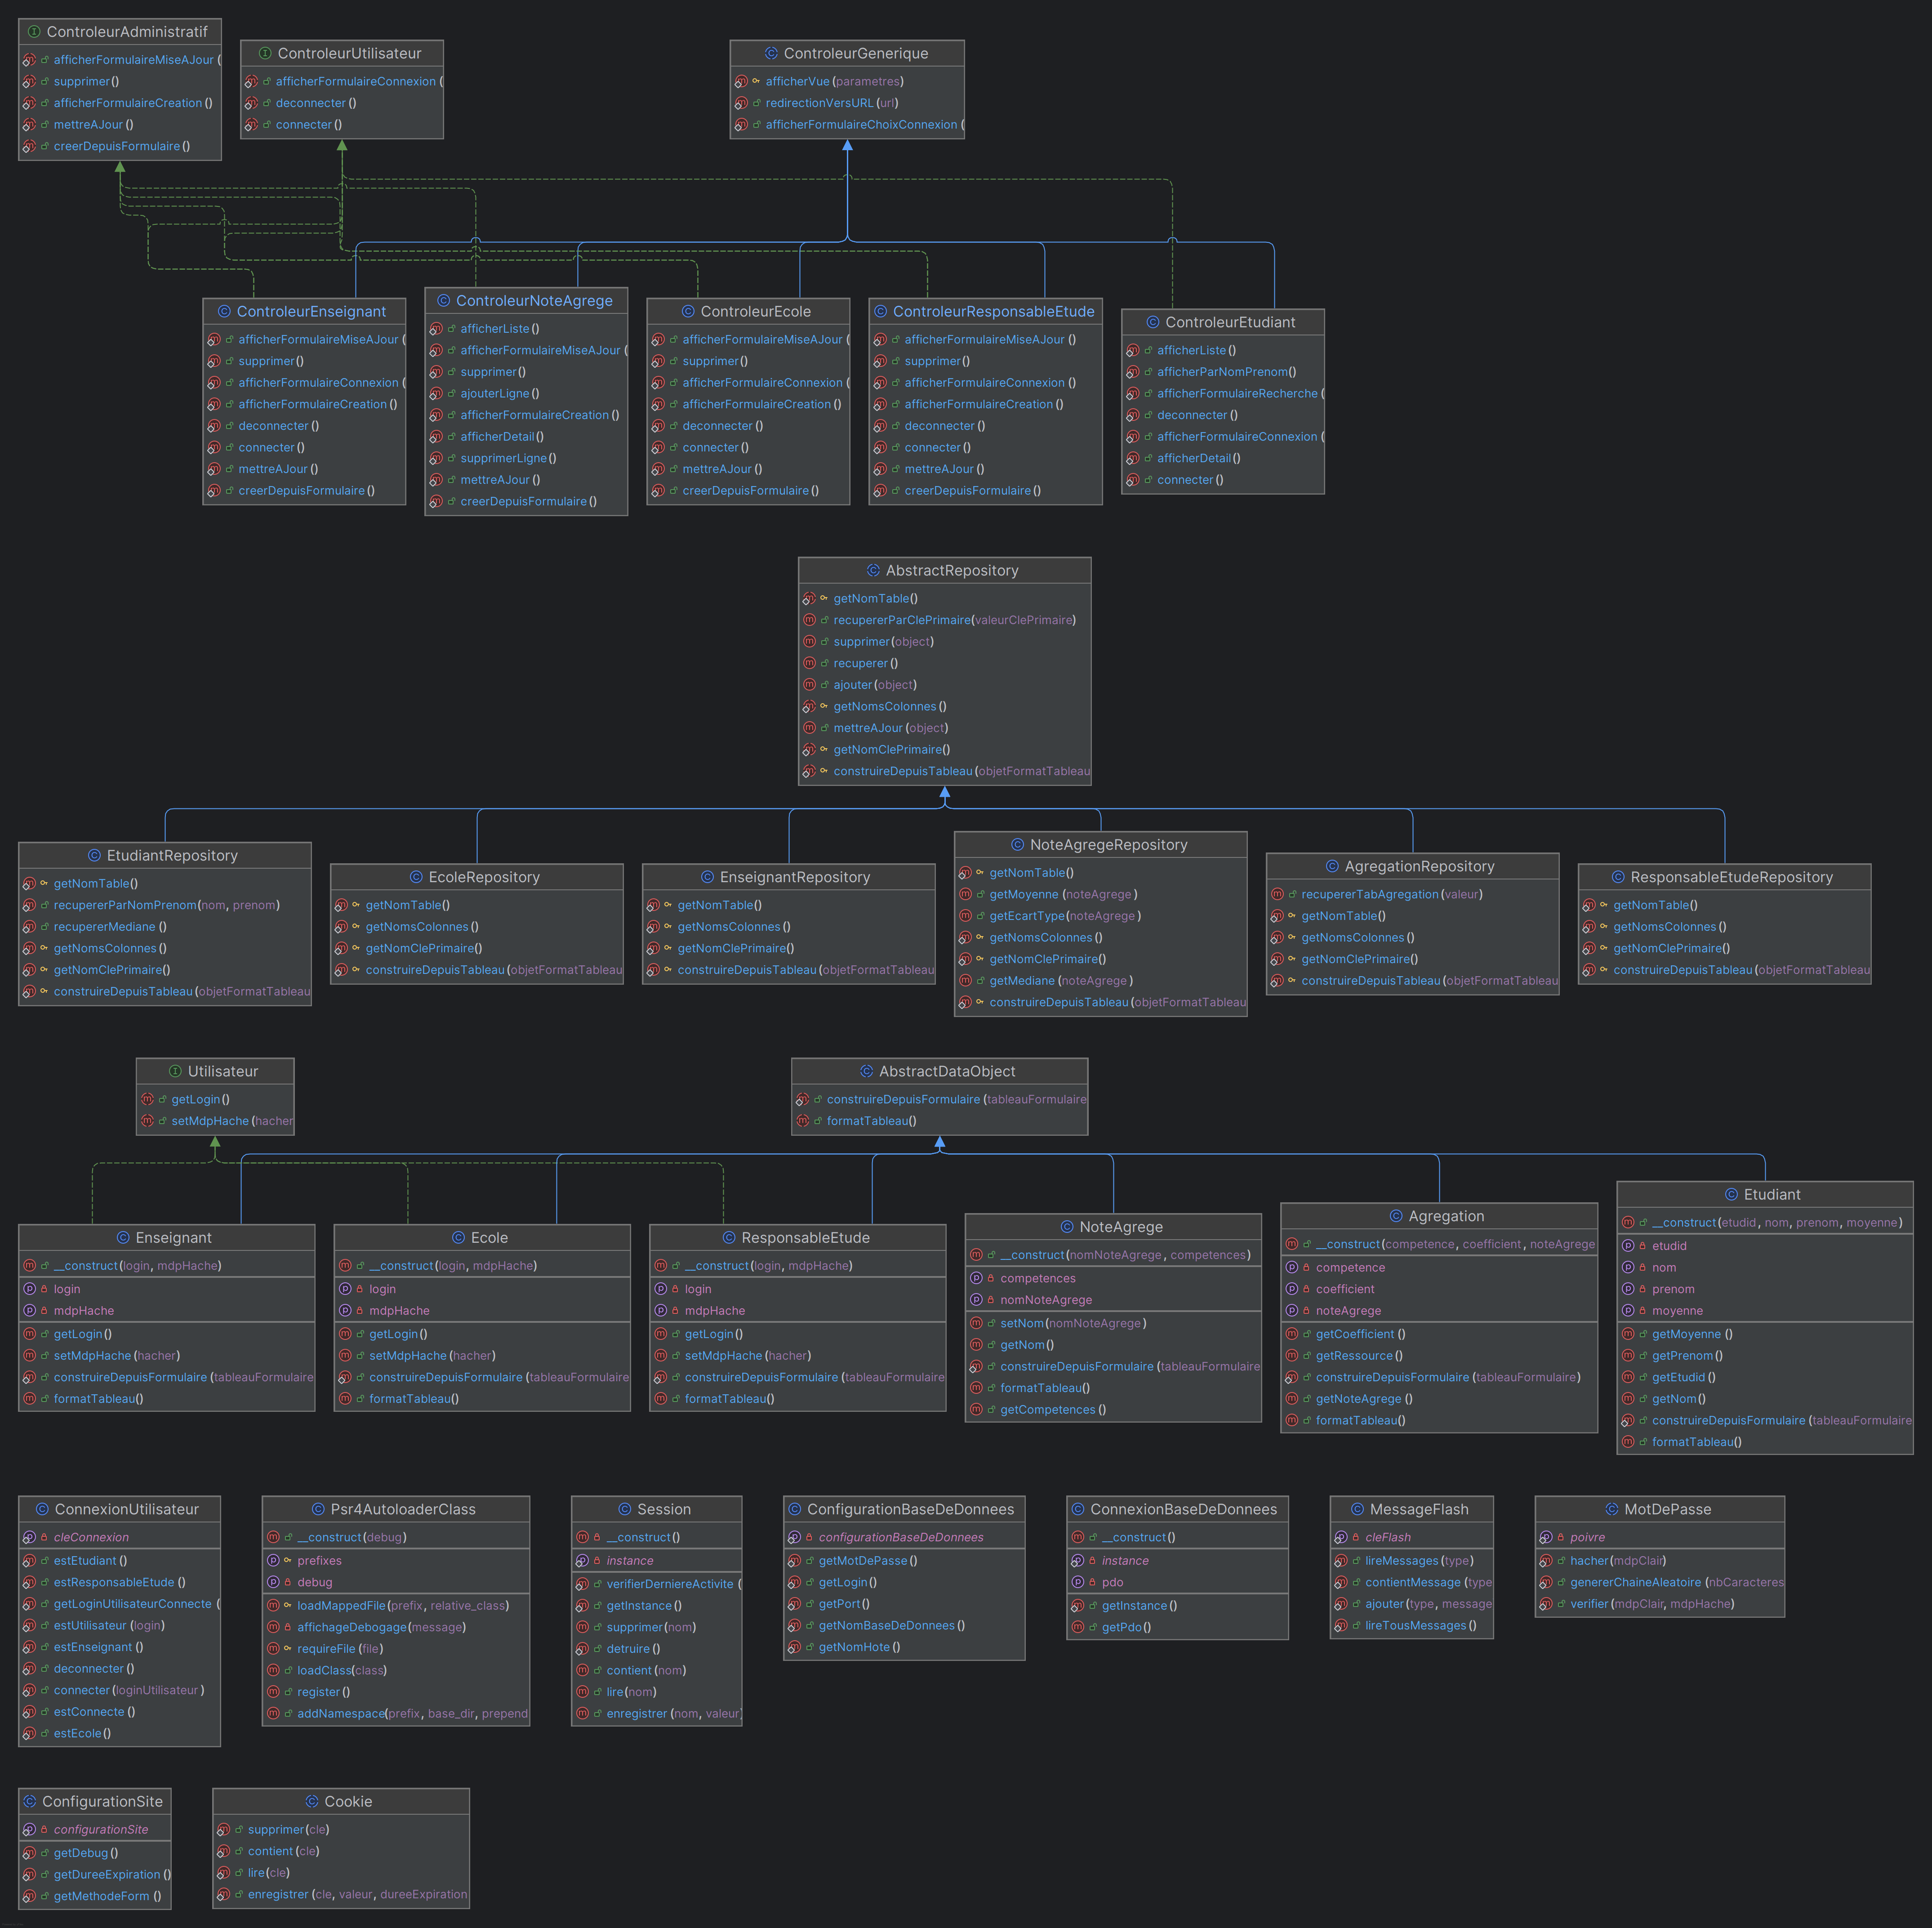 ControleurAdministratif
afficherFormulaireMiseAJour (
supprimer()
afficherFormulaireCreation ()
mettreAJour ()
creerDepuisFormulaire ()
ControleurUtilisateur
afficherFormulaireConnexion (
deconnecter ()
connecter ()
ControleurGenerique
afficherVue (parametres)
redirectionVersURL (url)
afficherFormulaireChoixConnexion (
ControleurEnseignant
afficherFormulaireMiseAJour (
supprimer()
afficherFormulaireConnexion (
afficherFormulaireCreation ()
deconnecter ()
connecter ()
mettreAJour ()
creerDepuisFormulaire ()
ControleurNoteAgrege
afficherListe ()
afficherFormulaireMiseAJour (
supprimer()
ajouterLigne ()
afficherFormulaireCreation ()
afficherDetail ()
supprimerLigne ()
mettreAJour ()
creerDepuisFormulaire ()
ControleurEcole
afficherFormulaireMiseAJour (
supprimer()
afficherFormulaireConnexion (
afficherFormulaireCreation ()
deconnecter ()
connecter ()
mettreAJour ()
creerDepuisFormulaire ()
ControleurResponsableEtude
afficherFormulaireMiseAJour ()
supprimer()
afficherFormulaireConnexion ()
afficherFormulaireCreation ()
deconnecter ()
connecter ()
mettreAJour ()
creerDepuisFormulaire ()
ControleurEtudiant
afficherListe ()
afficherParNomPrenom()
afficherFormulaireRecherche (
deconnecter ()
afficherFormulaireConnexion (
afficherDetail ()
connecter ()
AbstractRepository
getNomTable()
recupererParClePrimaire(valeurClePrimaire)
supprimer (object)
recuperer ()
ajouter (object)
getNomsColonnes ()
mettreAJour (object)
getNomClePrimaire()
construireDepuisTableau (objetFormatTableau
EtudiantRepository
getNomTable()
recupererParNomPrenom(nom, prenom)
recupererMediane ()
getNomsColonnes ()
getNomClePrimaire()
construireDepuisTableau (objetFormatTableau
EcoleRepository
getNomTable()
getNomsColonnes ()
getNomClePrimaire()
construireDepuisTableau (objetFormatTableau
EnseignantRepository
getNomTable()
getNomsColonnes ()
getNomClePrimaire()
construireDepuisTableau (objetFormatTableau
NoteAgregeRepository
getNomTable()
getMoyenne (noteAgrege )
getEcartType (noteAgrege )
getNomsColonnes ()
getNomClePrimaire()
getMediane (noteAgrege )
construireDepuisTableau (objetFormatTableau
AgregationRepository
recupererTabAgregation (valeur)
getNomTable()
getNomsColonnes ()
getNomClePrimaire()
construireDepuisTableau (objetFormatTableau
ResponsableEtudeRepository
getNomTable()
getNomsColonnes ()
getNomClePrimaire()
construireDepuisTableau (objetFormatTableau
Utilisateur
getLogin()
setMdpHache (hacher
AbstractDataObject
construireDepuisFormulaire (tableauFormulaire
formatTableau()
Enseignant
__construct(login, mdpHache)
login
mdpHache
getLogin()
setMdpHache (hacher)
construireDepuisFormulaire (tableauFormulaire
formatTableau()
Ecole
__construct(login, mdpHache)
login
mdpHache
getLogin()
setMdpHache (hacher)
construireDepuisFormulaire (tableauFormulaire
formatTableau()
ResponsableEtude
__construct(login, mdpHache)
login
mdpHache
getLogin()
setMdpHache (hacher)
construireDepuisFormulaire (tableauFormulaire
formatTableau()
NoteAgrege
__construct(nomNoteAgrege , competences)
competences
nomNoteAgrege
setNom(nomNoteAgrege )
getNom()
construireDepuisFormulaire (tableauFormulaire
formatTableau()
getCompetences ()
Agregation
__construct(competence, coefficient , noteAgrege
competence
coefficient
noteAgrege
getCoefficient ()
getRessource ()
construireDepuisFormulaire (tableauFormulaire)
getNoteAgrege ()
formatTableau()
Etudiant
__construct(etudid, nom, prenom, moyenne)
etudid
nom
prenom
moyenne
getMoyenne ()
getPrenom()
getEtudid ()
getNom()
construireDepuisFormulaire (tableauFormulaire
formatTableau()
ConnexionUtilisateur
cleConnexion
estEtudiant ()
estResponsableEtude ()
getLoginUtilisateurConnecte (
estUtilisateur (login)
estEnseignant ()
deconnecter ()
connecter (loginUtilisateur )
estConnecte ()
estEcole ()
Psr4AutoloaderClass
__construct(debug)
prefixes
debug
loadMappedFile (prefix, relative_class)
affichageDebogage (message)
requireFile (file)
loadClass(class)
register ()
addNamespace(prefix, base_dir, prepend
Session
__construct()
instance
verifierDerniereActivite (
getInstance ()
supprimer (nom)
detruire ()
contient (nom)
lire(nom)
enregistrer (nom, valeur)
ConfigurationBaseDeDonnees
configurationBaseDeDonnees
getMotDePasse ()
getLogin()
getPort()
getNomBaseDeDonnees ()
getNomHote ()
ConnexionBaseDeDonnees
__construct()
instance
pdo
getInstance ()
getPdo()
MessageFlash
cleFlash
lireMessages (type)
contientMessage (type
ajouter (type, message
lireTousMessages ()
MotDePasse
poivre
hacher(mdpClair)
genererChaineAleatoire (nbCaracteres
verifier (mdpClair, mdpHache)
ConfigurationSite
configurationSite
getDebug ()
getDureeExpiration ()
getMethodeForm ()
Cookie
supprimer(cle)
contient (cle)
lire(cle)
enregistrer (cle, valeur, dureeExpiration